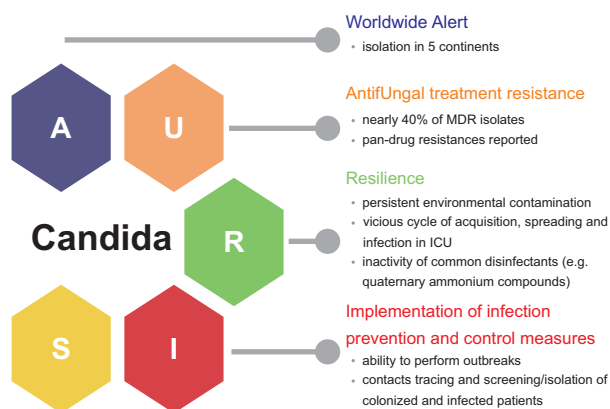 Worldwide Alert
• isolation in 5 continents
A U
AntifUngal treatment resistance
• nearly 40% of MDR isolates
• pan-drug resistances reported
Candida R
Resilience
• persistent environmental contamination
• vicious cycle of acquisition, spreading and
infection in ICU
• inactivity of common disinfectants (e.g.
quaternary ammonium compounds)
S I
Implementation of infection
prevention and control measures
• ability to perform outbreaks
• contacts tracing and screening/isolation of
colonized and infected patients